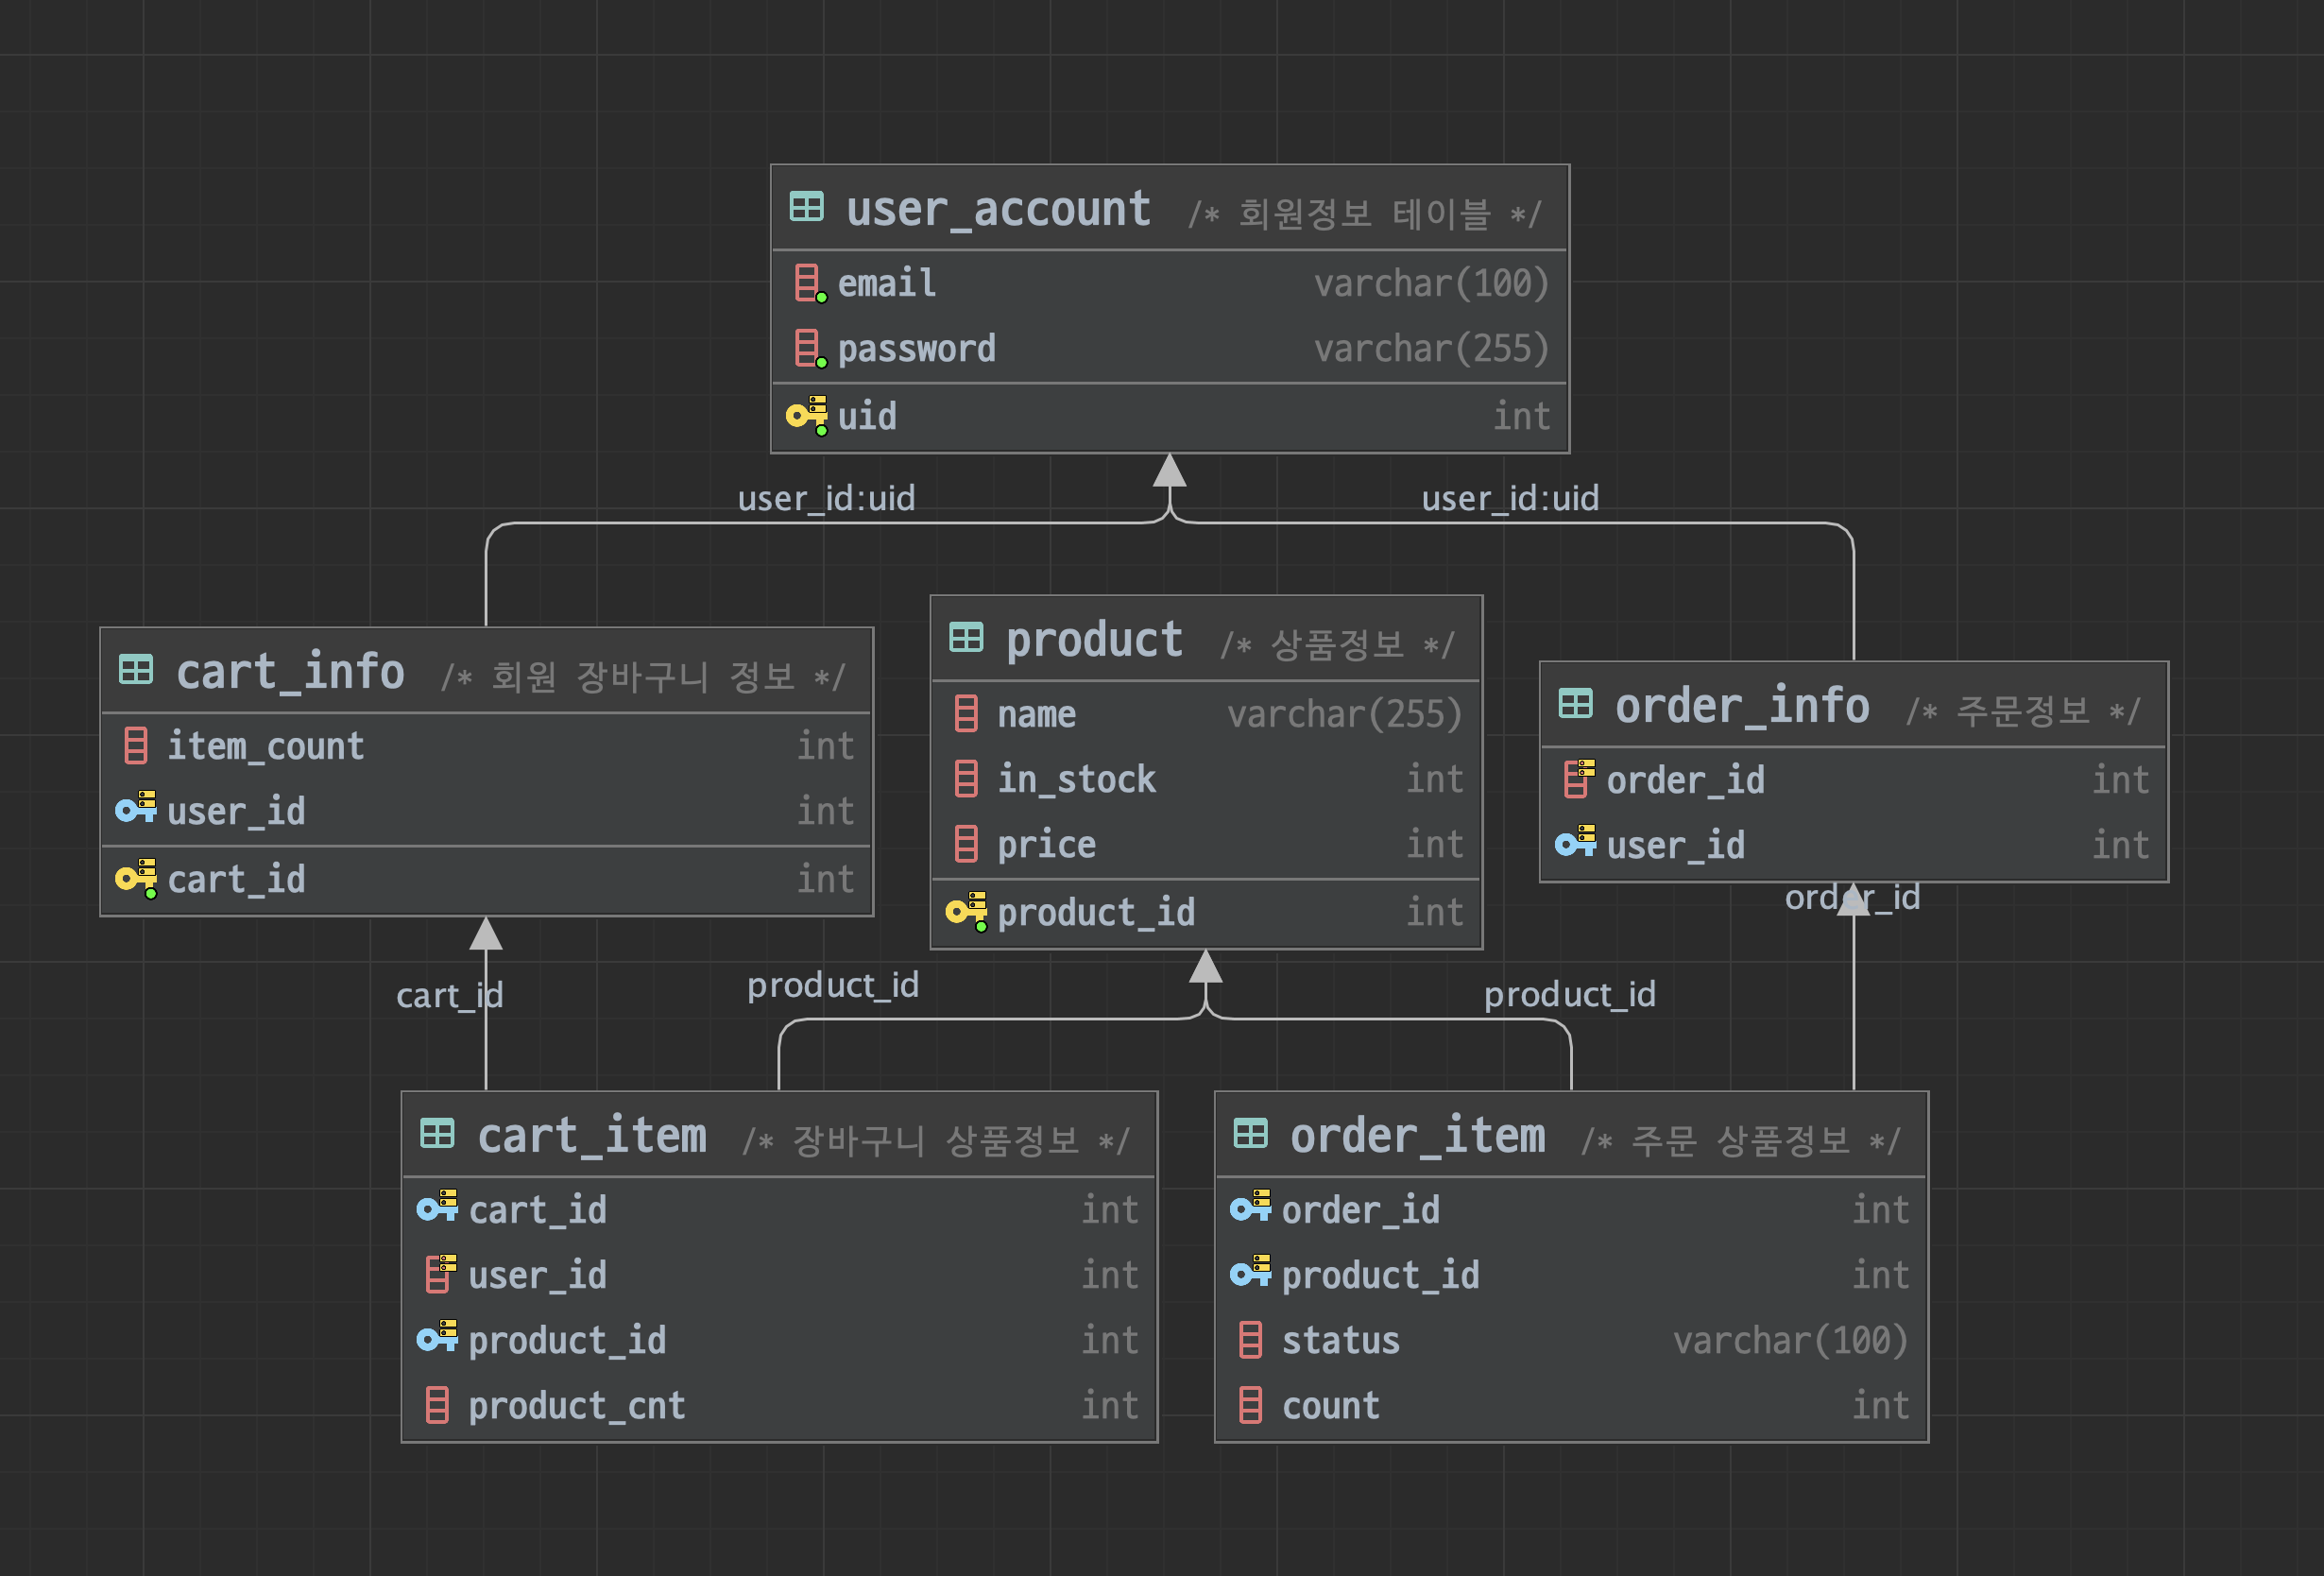 user_account /* 회원정보 테이블 */
email varchar(100)
password varchar(255)
uid int
user_id:uid
user_id:uid
cart_info /* 회원 장바구니 정보 */
item_count int
user_id int
cart_id int
product /* 상품정보 */
name varchar(255)
in_stock int
price int
product_id int
order_info /* 주문정보 */
order_id int
user_id int
order_id
cart_id
product_id
product_id
cart_item /* 장바구니 상품정보 */
cart_id int
user_id int
product_id int
product_cnt int
order_item /* 주문 상품정보 */
order_id int
product_id int
status varchar(100)
count int